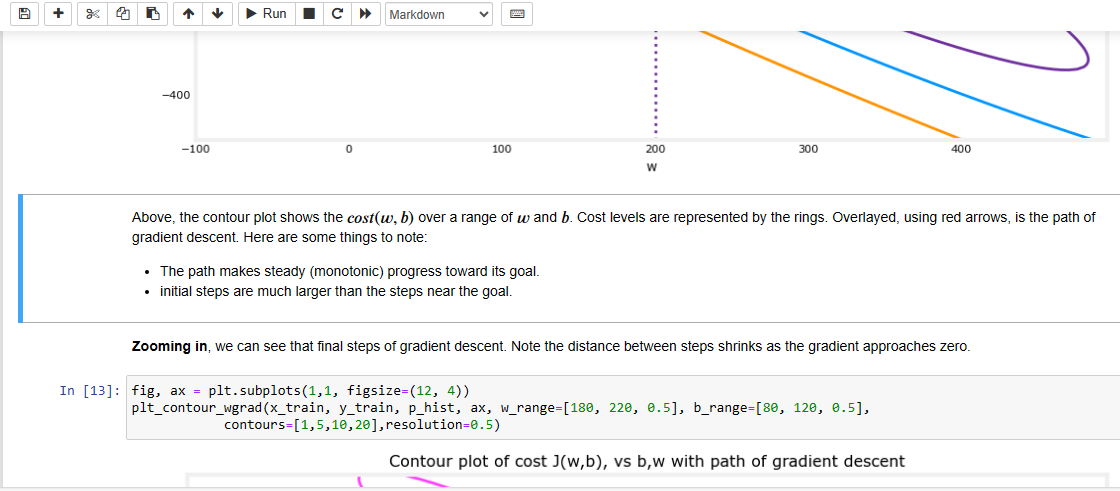 Run
Markdown
−400
−100 0 100 200 300 400
w
Above, the contour plot shows the cost(w, b) over a range of w and b. Cost levels are represented by the rings. Overlayed, using red arrows, is the path of
gradient descent. Here are some things to note:
• The path makes steady (monotonic) progress toward its goal.
• initial steps are much larger than the steps near the goal.
Zooming in, we can see that final steps of gradient descent. Note the distance between steps shrinks as the gradient approaches zero.
In [13]: fig, ax = plt.subplots(1,1, figsize=(12, 4))
plt_contour_wgrad(x_train, y_train, p_hist, ax, w_range=[180, 220, 0.5], b_range=[80, 120, 0.5],
contours=[1,5,10,20],resolution=0.5)
Contour plot of cost J(w,b), vs b,w with path of gradient descent